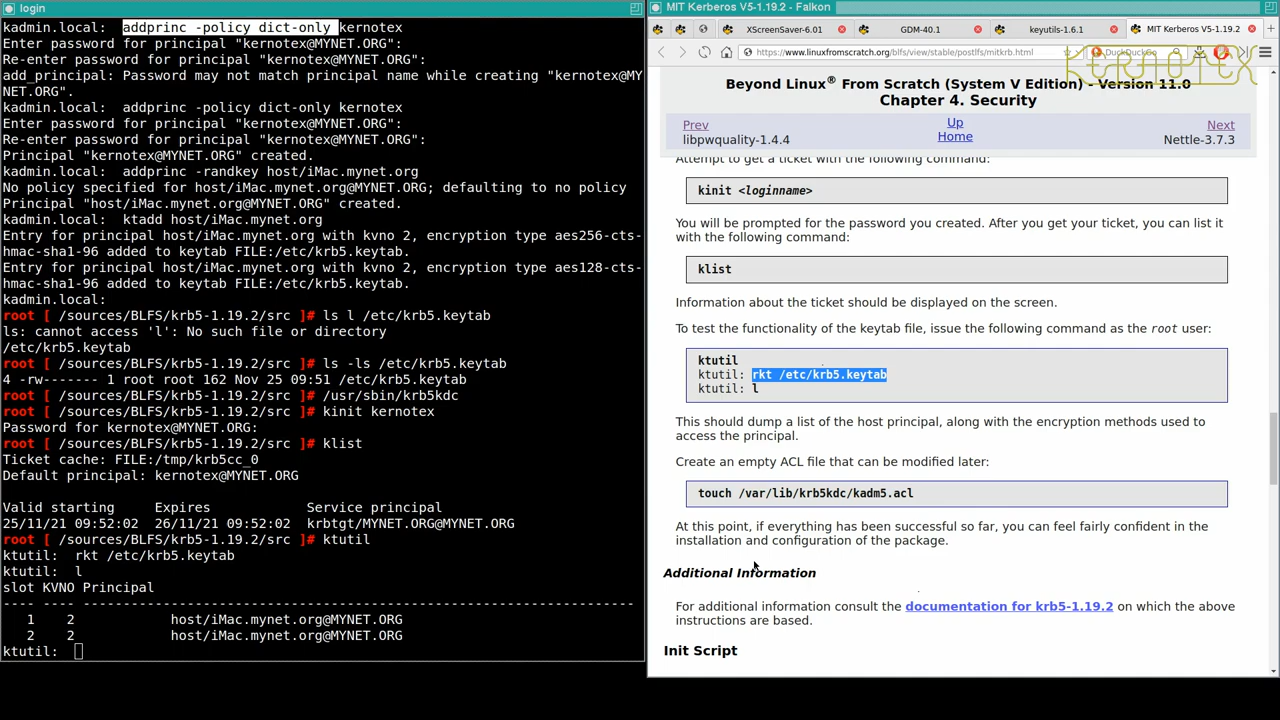 login
kadmin.local:  addprinc -policy dict-only kernotex
Enter password for principal "kernotex@MYNET.ORG":
Re-enter password for principal "kernotex@MYNET.ORG":
add_principal: Password may not match principal name while creating "kernotex@MY
NET.ORG".
kadmin.local:  addprinc -policy dict-only kernotex
Enter password for principal "kernotex@MYNET.ORG":
Re-enter password for principal "kernotex@MYNET.ORG":
Principal "kernotex@MYNET.ORG" created.
kadmin.local:  addprinc -randkey host/iMac.mynet.org
No policy specified for host/iMac.mynet.org@MYNET.ORG; defaulting to no policy
Principal "host/iMac.mynet.org@MYNET.ORG" created.
kadmin.local:  ktadd host/iMac.mynet.org
Entry for principal host/iMac.mynet.org with kvno 2, encryption type aes256-cts-
hmac-sha1-96 added to keytab FILE:/etc/krb5.keytab.
Entry for principal host/iMac.mynet.org with kvno 2, encryption type aes128-cts-
hmac-sha1-96 added to keytab FILE:/etc/krb5.keytab.
kadmin.local:
root [ /sources/BLFS/krb5-1.19.2/src ]# ls l /etc/krb5.keytab
ls: cannot access 'l': No such file or directory
/etc/krb5.keytab
root [ /sources/BLFS/krb5-1.19.2/src ]# ls -ls /etc/krb5.keytab
4 -rw------- 1 root root 162 Nov 25 09:51 /etc/krb5.keytab
root [ /sources/BLFS/krb5-1.19.2/src ]# /usr/sbin/krb5kdc
root [ /sources/BLFS/krb5-1.19.2/src ]# kinit kernotex
Password for kernotex@MYNET.ORG:
root [ /sources/BLFS/krb5-1.19.2/src ]# klist
Ticket cache: FILE:/tmp/krb5cc_0
Default principal: kernotex@MYNET.ORG
Valid starting     Expires            Service principal
25/11/21 09:52:02  26/11/21 09:52:02  krbtgt/MYNET.ORG@MYNET.ORG
root [ /sources/BLFS/krb5-1.19.2/src ]# ktutil
ktutil:  rkt /etc/krb5.keytab
ktutil:  l
slot KVNO Principal
---- ---- ---------------------------------------------------------------------
   1    2            host/iMac.mynet.org@MYNET.ORG
   2    2            host/iMac.mynet.org@MYNET.ORG
ktutil:
MIT Kerberos V5-1.19.2 - Falkon
XScreenSaver-6.01
GDM-40.1
keyutils-1.6.1
MIT Kerberos V5-1.19.2
https://www.linuxfromscratch.org/blfs/view/stable/postlfs/mitkrb.html
DuckDuckGo
KERNOTEX
Beyond Linux® From Scratch (System V Edition) - Version 11.0
Chapter 4. Security
Prev
Up
Next
libpwquality-1.4.4
Home
Nettle-3.7.3
Attempt to get a ticket with the following command:
kinit <loginname>
You will be prompted for the password you created. After you get your ticket, you can list it
with the following command:
klist
Information about the ticket should be displayed on the screen.
To test the functionality of the keytab file, issue the following command as the root user:
ktutil
ktutil: rkt /etc/krb5.keytab
ktutil: l
This should dump a list of the host principal, along with the encryption methods used to
access the principal.
Create an empty ACL file that can be modified later:
touch /var/lib/krb5kdc/kadm5.acl
At this point, if everything has been successful so far, you can feel fairly confident in the
installation and configuration of the package.
Additional Information
For additional information consult the documentation for krb5-1.19.2 on which the above
instructions are based.
Init Script